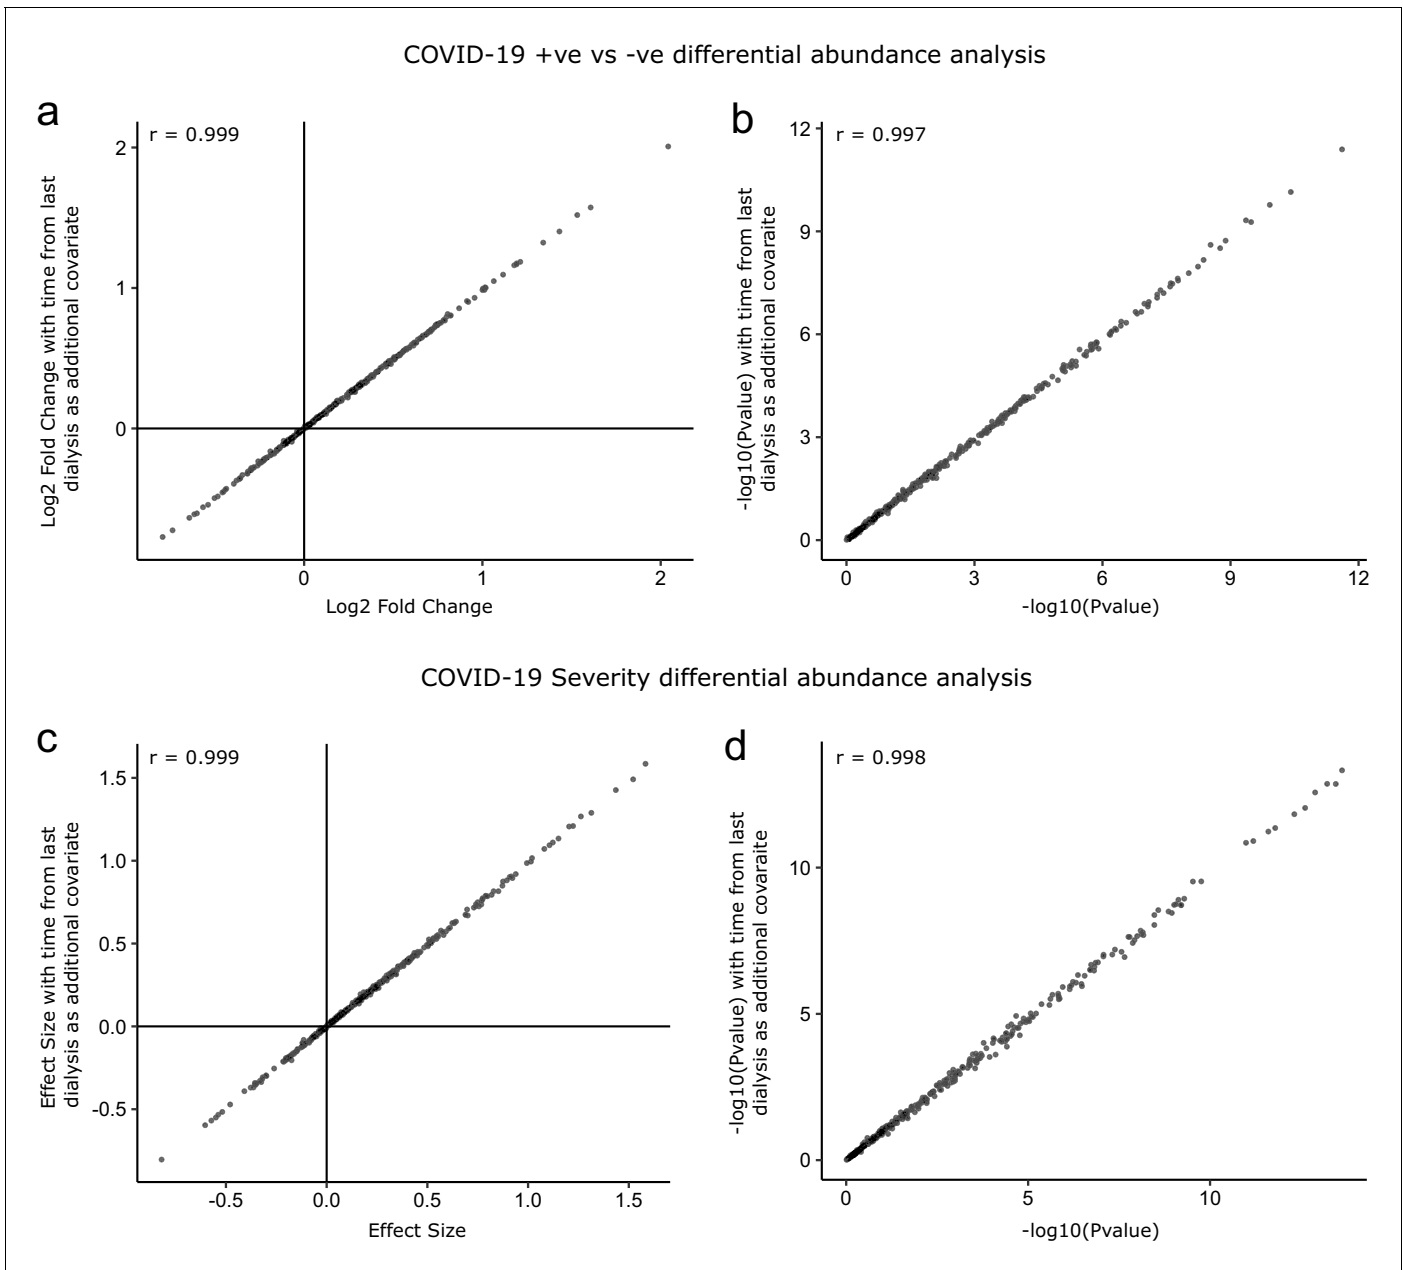 COVID-19 +ve vs -ve differential abundance analysis
a
r = 0.999
Log2 Fold Change with time from last
dialysis as additional covariate
2
1
0
0
1
2
Log2 Fold Change
b
r = 0.997
-log10(Pvalue) with time from last
dialysis as additional covaraite
12
9
6
3
0
0
3
6
9
12
-log10(Pvalue)
COVID-19 Severity differential abundance analysis
c
r = 0.999
Effect Size with time from last
dialysis as additional covariate
1.5
1.0
0.5
0.0
-0.5
-0.5
0.0
0.5
1.0
1.5
Effect Size
d
r = 0.998
-log10(Pvalue) with time from last
dialysis as additional covaraite
10
5
0
0
5
10
-log10(Pvalue)